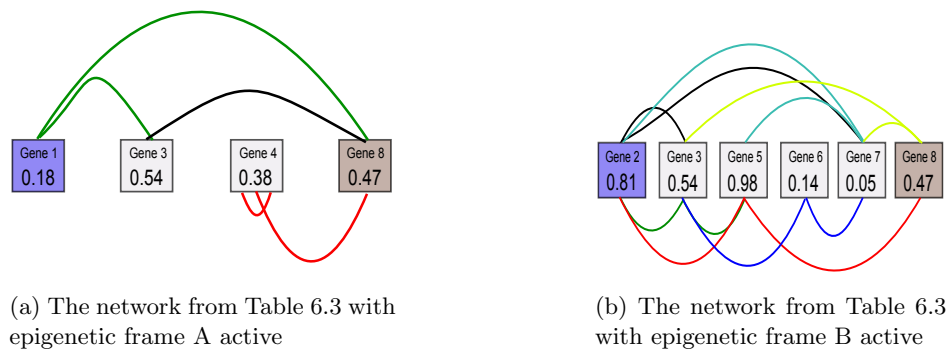 Gene 1
0.18
Gene 3
0.54
Gene 4
0.38
Gene 8
0.47
(a) The network from Table 6.3 with
epigenetic frame A active
Gene 2
0.81
Gene 3
0.54
Gene 5
0.98
Gene 6
0.14
Gene 7
0.05
Gene 8
0.47
(b) The network from Table 6.3
with epigenetic frame B active